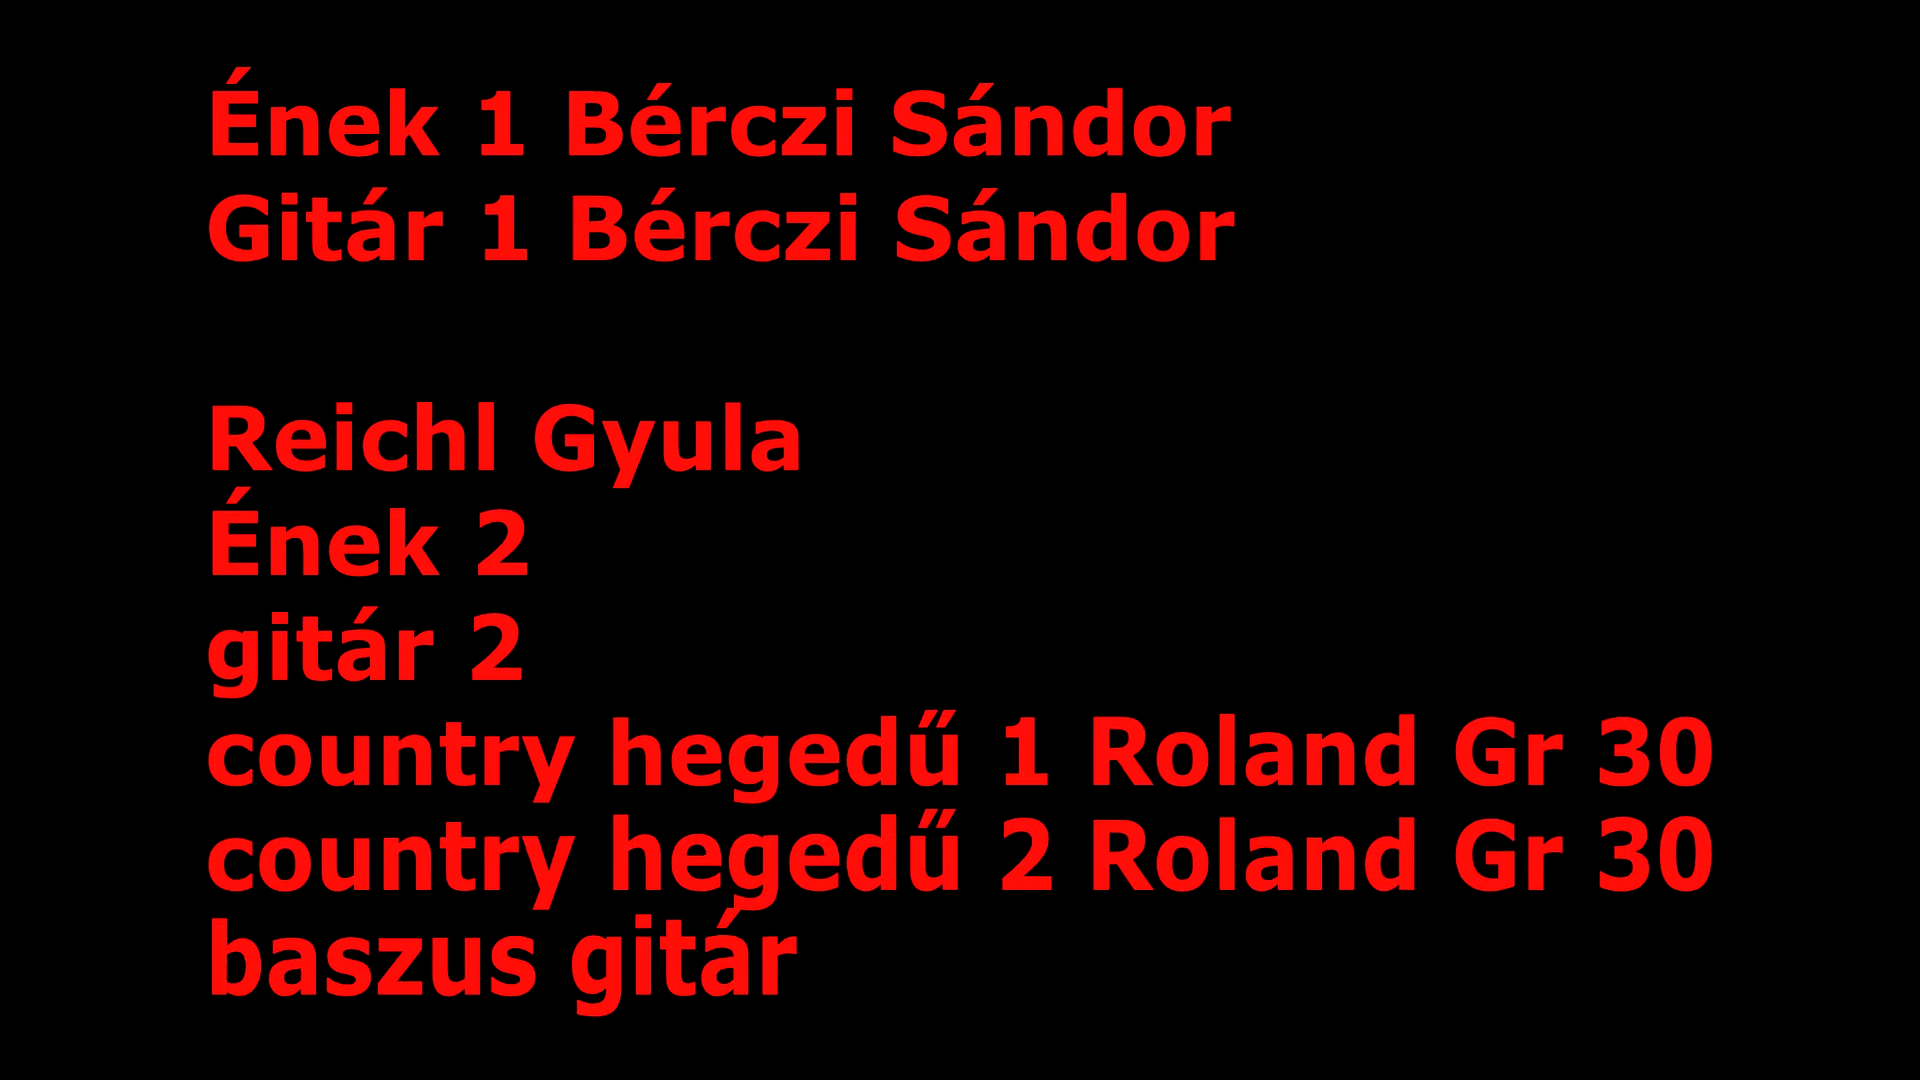 Ének 1 Bérczi Sándor
Gitár 1 Bérczi Sándor
Reichl Gyula
Ének 2
gitár 2
country hegedű 1 Roland Gr 30
country hegedű 2 Roland Gr 30
baszus gitár